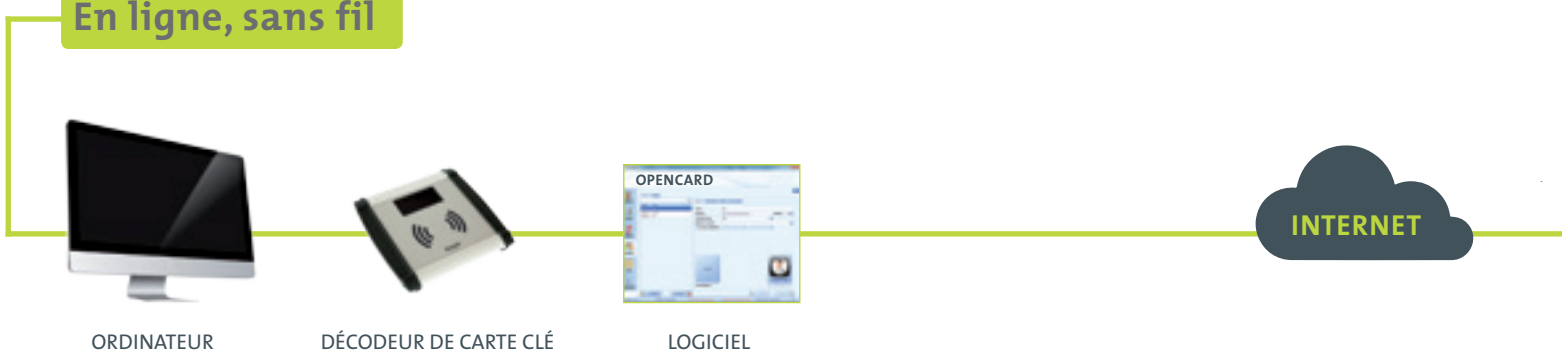 En ligne, sans fil
OPENCARD
INTERNET
ORDINATEUR
DÉCODEUR DE CARTE CLÉ
LOGICIEL